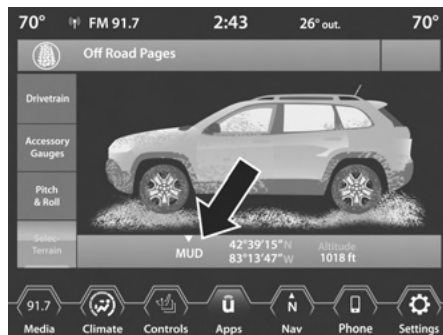 70° FM 91.7 2:43 26° out. 70°
Off Road Pages
Drivetrain
Accessory
Gauges
Pitch
& Roll
Selec
Terrain
MUD
42°39'15"N
83°13'47"W
Altitude
1018 ft
91.7
û
N
Media Climate Controls Apps Nav Phone Settings